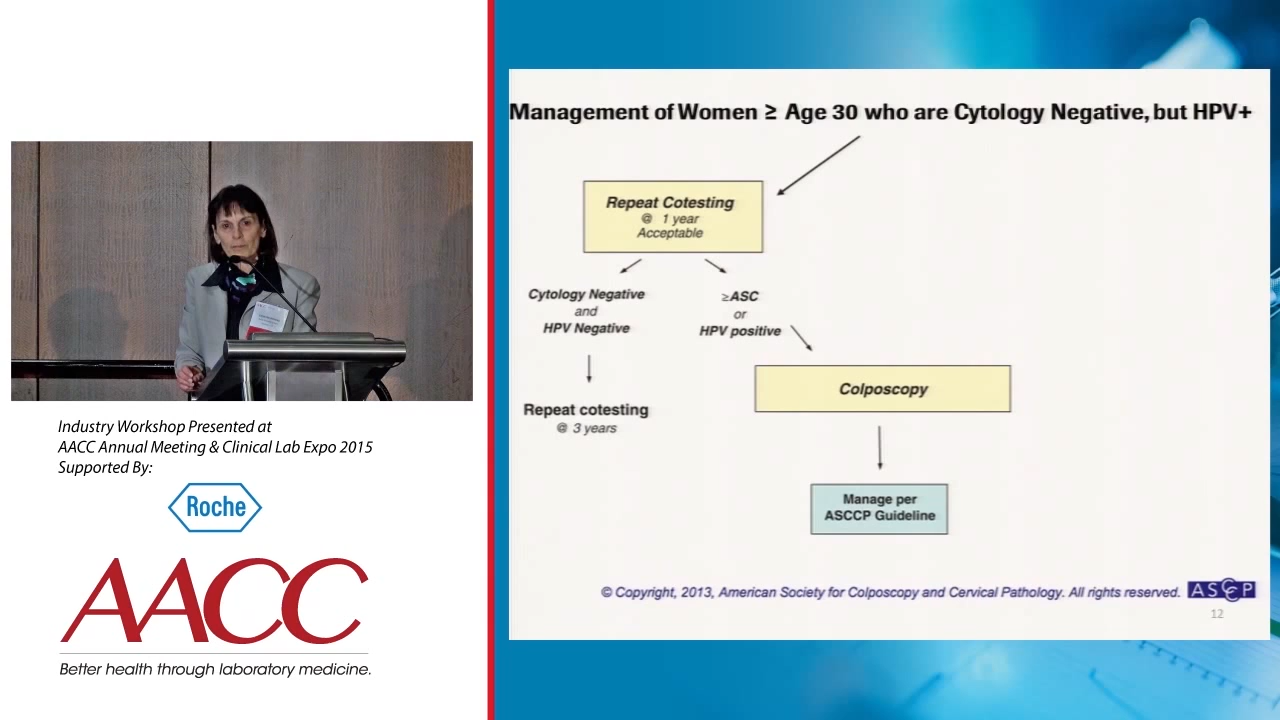 Management of Women ≥ Age 30 who are Cytology Negative, but HPV+
Repeat Cotesting
@ 1 year
Acceptable
Cytology Negative
and
HPV Negative
≥ASC
or
HPV positive
Repeat cotesting
@ 3 years
Colposcopy
Manage per
ASCCP Guideline
© Copyright, 2013, American Society for Colposcopy and Cervical Pathology. All rights reserved.
ASCCP
12
Industry Workshop Presented at
AACC Annual Meeting & Clinical Lab Expo 2015
Supported By:
Roche
AACC
Better health through laboratory medicine.